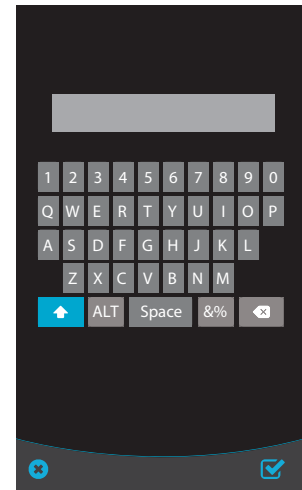 1 2 3 4 5 6 7 8 9 0
Q W E R T Y U I O P
A S D F G H J K L
Z X C V B N M
ALT Space &%